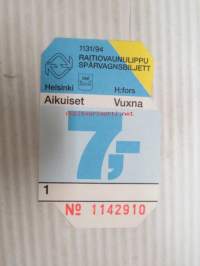 1131/94
RAITIOVAUNULIPPU
SPÅRVAGNSBILJETT
Helsinki H:fors
Aikuiset Vuxna
7,-
1
No 1142910